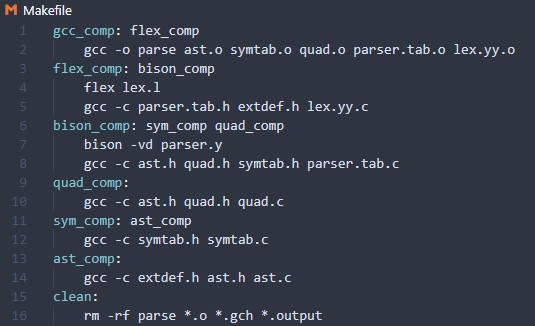 Makefile
1 gcc_comp: flex_comp
2 gcc -o parse ast.o symtab.o quad.o parser.tab.o lex.yy.o
3 flex_comp: bison_comp
4 flex lex.l
5 gcc -c parser.tab.h extdef.h lex.yy.c
6 bison_comp: sym_comp quad_comp
7 bison -vd parser.y
8 gcc -c ast.h quad.h symtab.h parser.tab.c
9 quad_comp:
10 gcc -c ast.h quad.h quad.c
11 sym_comp: ast_comp
12 gcc -c symtab.h symtab.c
13 ast_comp:
14 gcc -c extdef.h ast.h ast.c
15 clean:
16 rm -rf parse *.o *.gch *.output